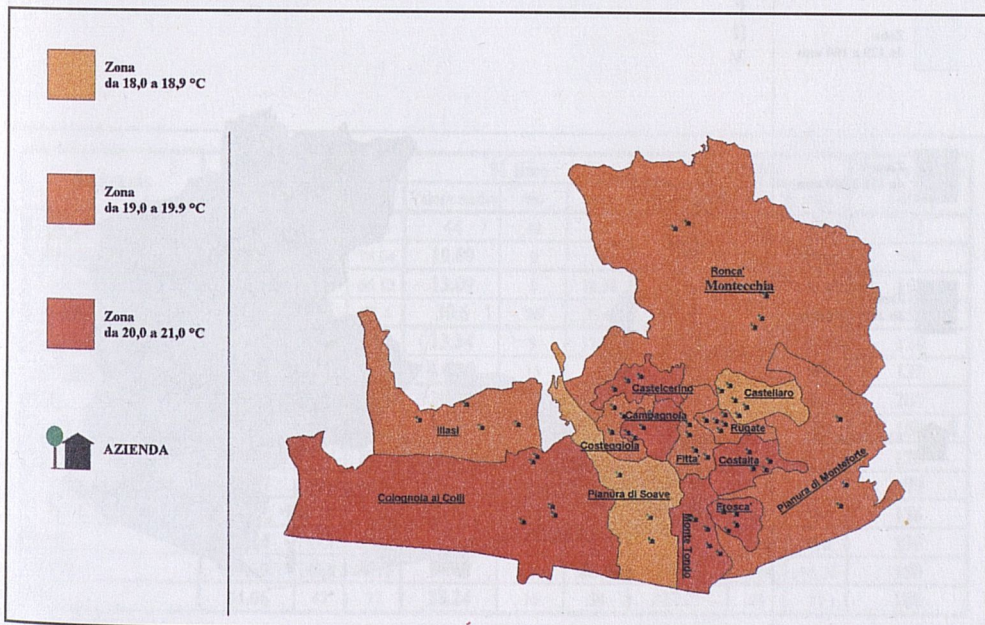 Zona
da 18,0 a 18,9 °C
Zona
da 19,0 a 19.9 °C
Zona
da 20,0 a 21,0 °C
AZIENDA
Ronca'
Montecchia
Castelcerino
Castellaro
Campagnola
Illasi
Rugate
Costeggiola
Fitta'
Costalta
Colognola ai Colli
Pianura di Soave
Pianura di Monteforte
Frosca'
Monte Tondo